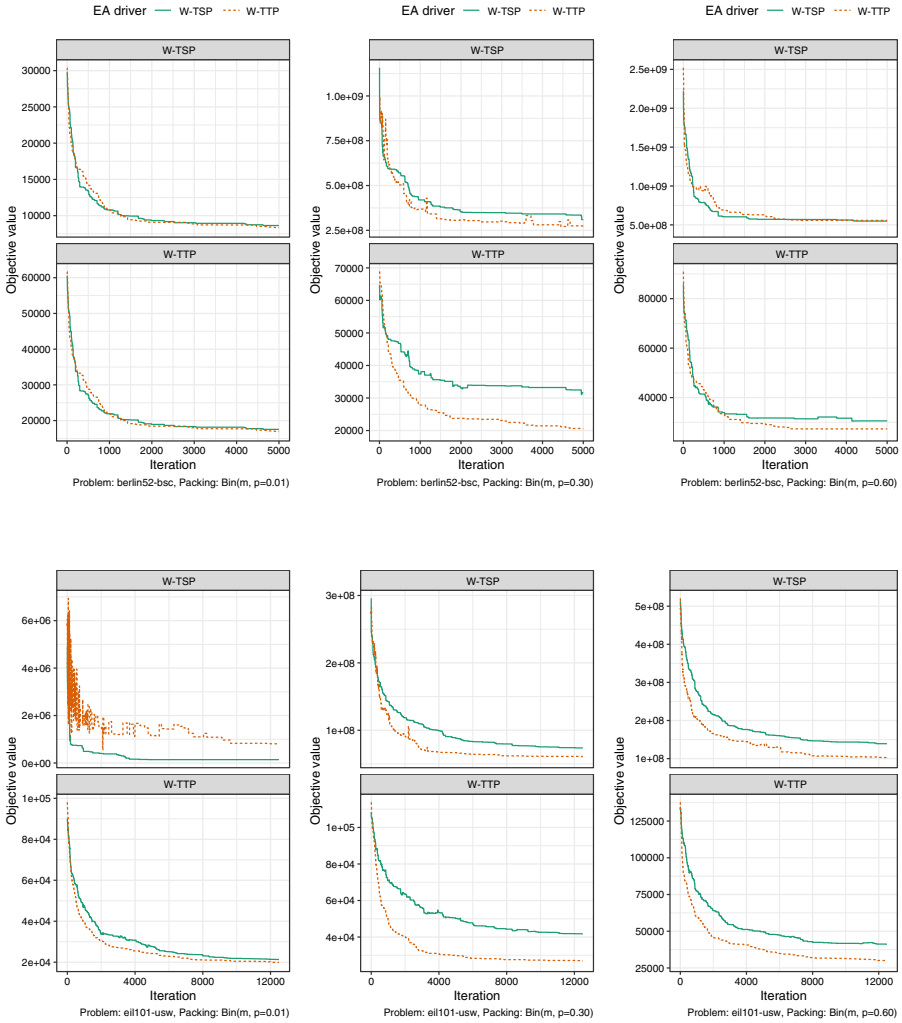 EA driver W-TSP W-TTP
W-TSP
30000
25000
20000
15000
10000
W-TTP
60000
50000
40000
30000
20000
0 1000 2000 3000 4000 5000
Iteration
Objective value
Problem: berlin52-bsc, Packing: Bin(m, p=0.01)
EA driver W-TSP W-TTP
W-TSP
1.0e+09
7.5e+08
5.0e+08
2.5e+08
W-TTP
70000
60000
50000
40000
30000
20000
0 1000 2000 3000 4000 5000
Iteration
Objective value
Problem: berlin52-bsc, Packing: Bin(m, p=0.30)
EA driver W-TSP W-TTP
W-TSP
2.5e+09
2.0e+09
1.5e+09
1.0e+09
5.0e+08
W-TTP
80000
60000
40000
0 1000 2000 3000 4000 5000
Iteration
Objective value
Problem: berlin52-bsc, Packing: Bin(m, p=0.60)
W-TSP
6e+06
4e+06
2e+06
0e+00
W-TTP
1e+05
8e+04
6e+04
4e+04
2e+04
0 4000 8000 12000
Iteration
Objective value
Problem: eil101-usw, Packing: Bin(m, p=0.01)
W-TSP
3e+08
2e+08
1e+08
W-TTP
1e+05
8e+04
6e+04
4e+04
0 4000 8000 12000
Iteration
Objective value
Problem: eil101-usw, Packing: Bin(m, p=0.30)
W-TSP
5e+08
4e+08
3e+08
2e+08
1e+08
W-TTP
125000
100000
75000
50000
25000
0 4000 8000 12000
Iteration
Objective value
Problem: eil101-usw, Packing: Bin(m, p=0.60)